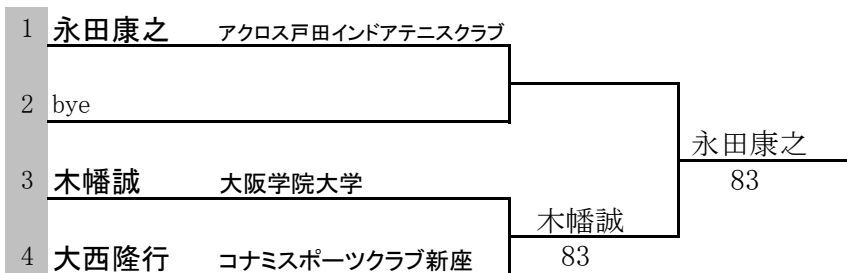 1 永田康之 アクロス戸田インドアテニスクラブ
2 bye
永田康之
3 木幡誠 大阪学院大学
83
木幡誠
4 大西隆行 コナミスポーツクラブ新座
83